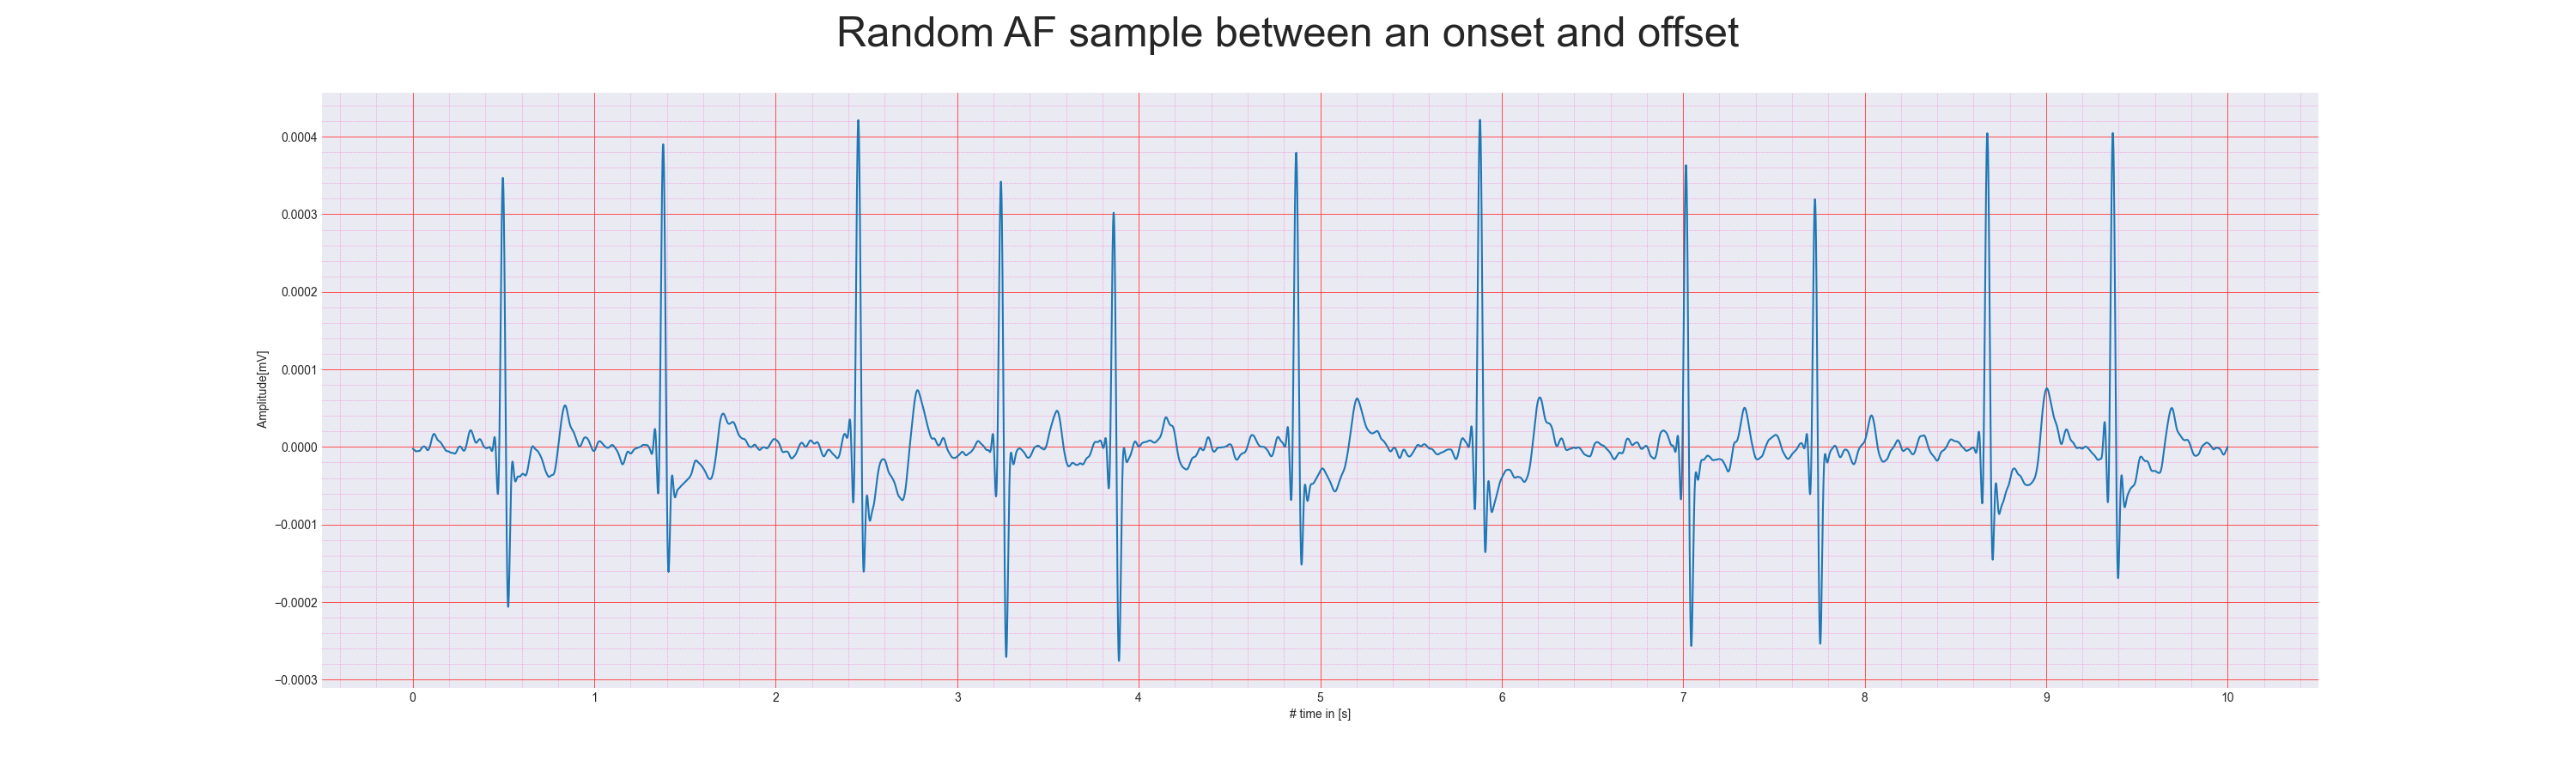 Random AF sample between an onset and offset
0.0004
0.0003
0.0002
0.0001
0.0000
−0.0001
−0.0002
−0.0003
Amplitude[mV]
0 1 2 3 4 5 6 7 8 9 10
# time in [s]